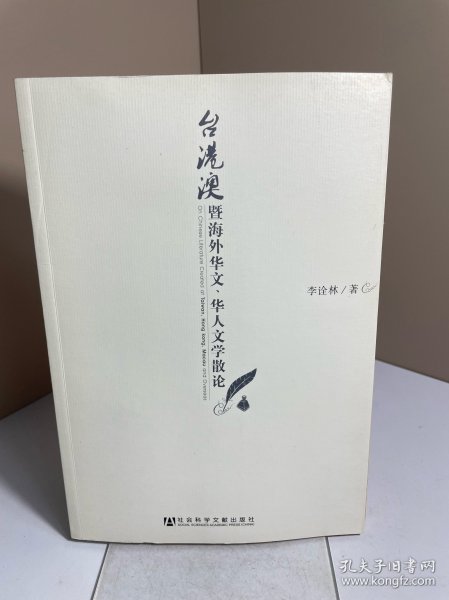 台港澳
暨海外华文、华人文学散论
On Chinese Literature Created of Taiwan, Hong kong, Macao and Overseas
李诠林/著
社会科学文献出版社
SOCIAL SCIENCES ACADEMIC PRESS (CHINA)
孔夫子旧书网
www.kongfz.com